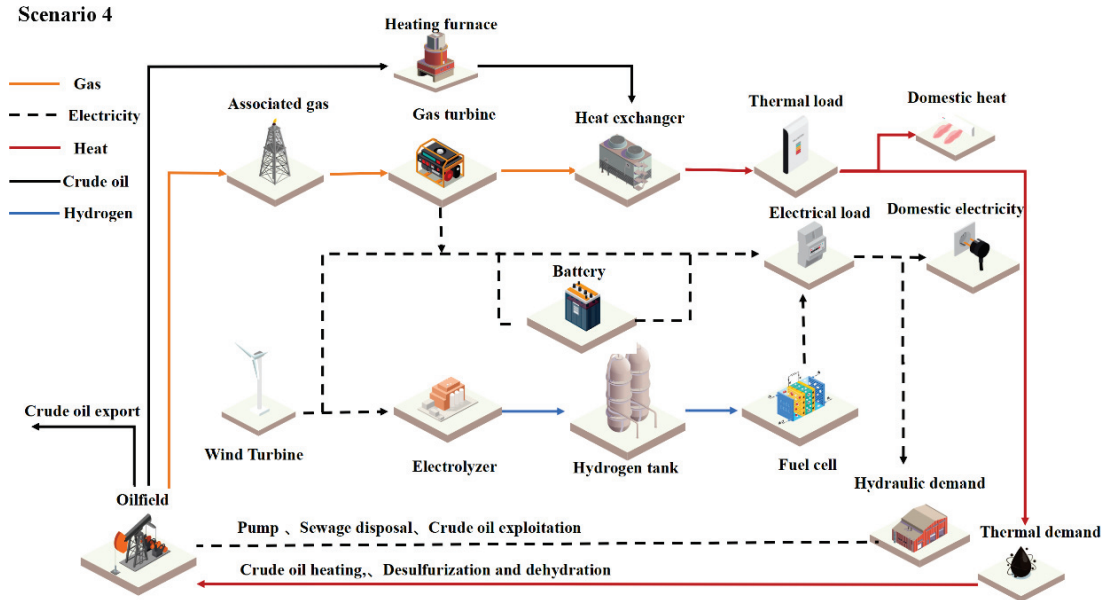 Scenario 4
Heating furnace
Gas
Associated gas
Gas turbine
Heat exchanger
Thermal load
Domestic heat
Electricity
Heat
Crude oil
Hydrogen
Electrical load
Domestic electricity
Battery
Crude oil export
Wind Turbine
Electrolyzer
Hydrogen tank
Fuel cell
Hydraulic demand
Oilfield
Pump 、Sewage disposal、Crude oil exploitation
Thermal demand
Crude oil heating,、Desulfurization and dehydration